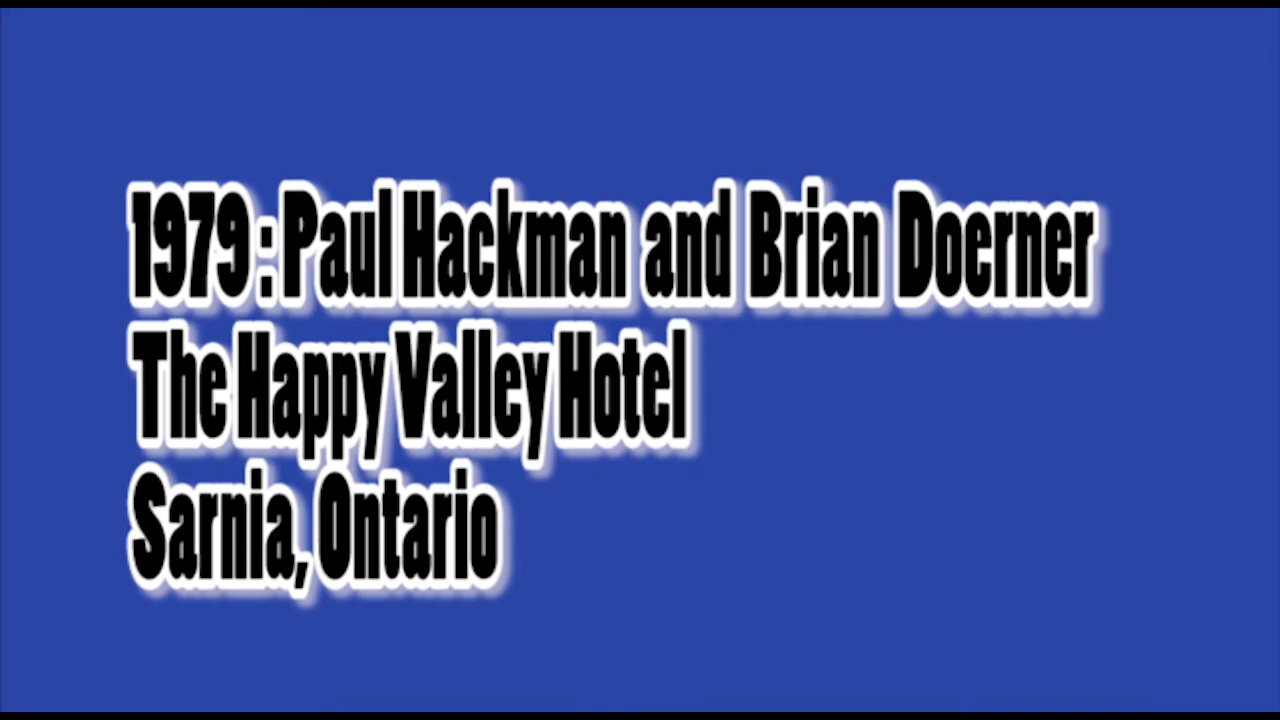 1979 : Paul Hackman and Brian Doerner
The Happy Valley Hotel
Sarnia, Ontario